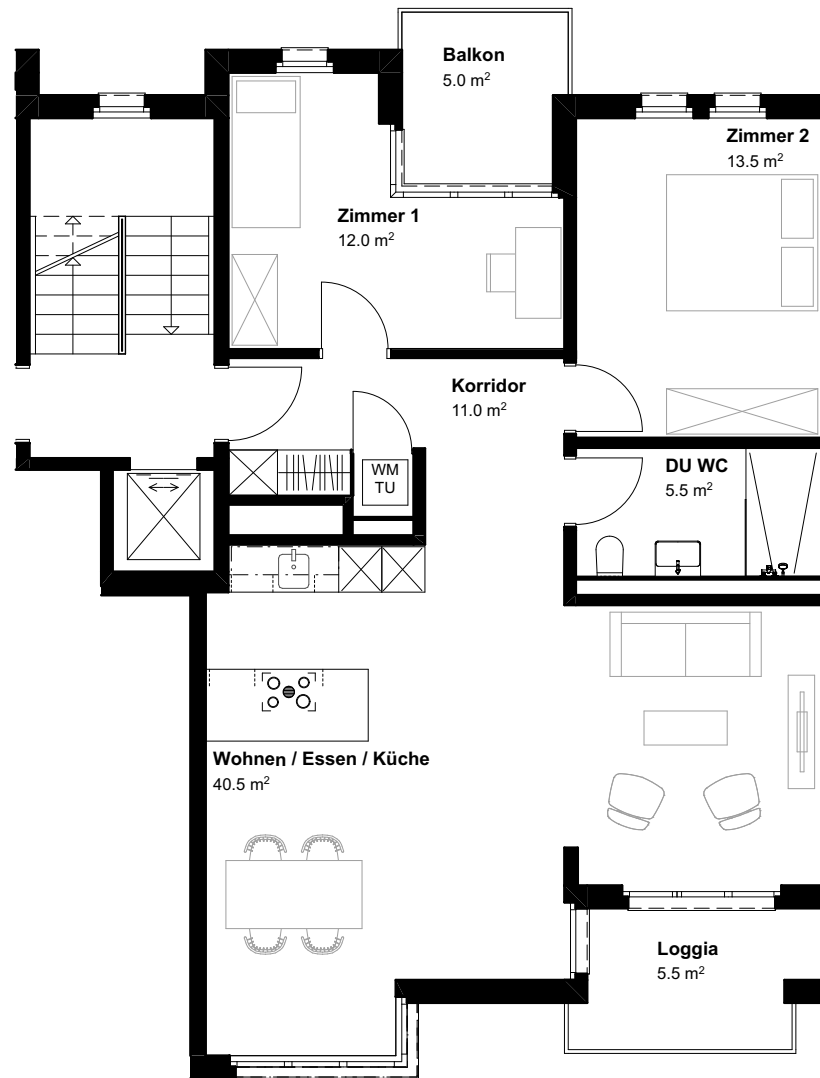 Balkon
5.0 m²
Zimmer 2
13.5 m²
Zimmer 1
12.0 m²
Korridor
11.0 m²
WM
TU
DU WC
5.5 m²
Wohnen / Essen / Küche
40.5 m²
Loggia
5.5 m²